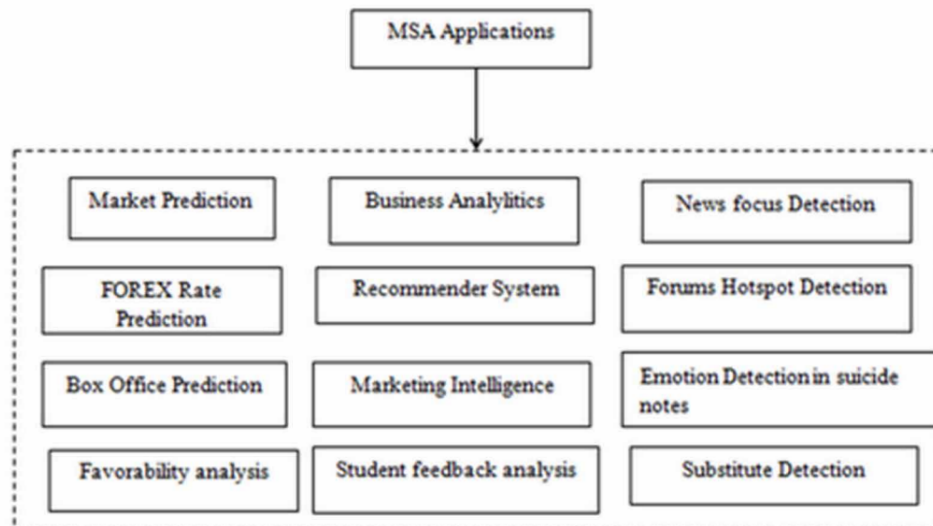 MSA Applications
Market Prediction
Business Analylitics
News focus Detection
FOREX Rate
Prediction
Recommender System
Forums Hotspot Detection
Box Office Prediction
Marketing Intelligence
Emotion Detection in suicide
notes
Favorability analysis
Student feedback analysis
Substitute Detection